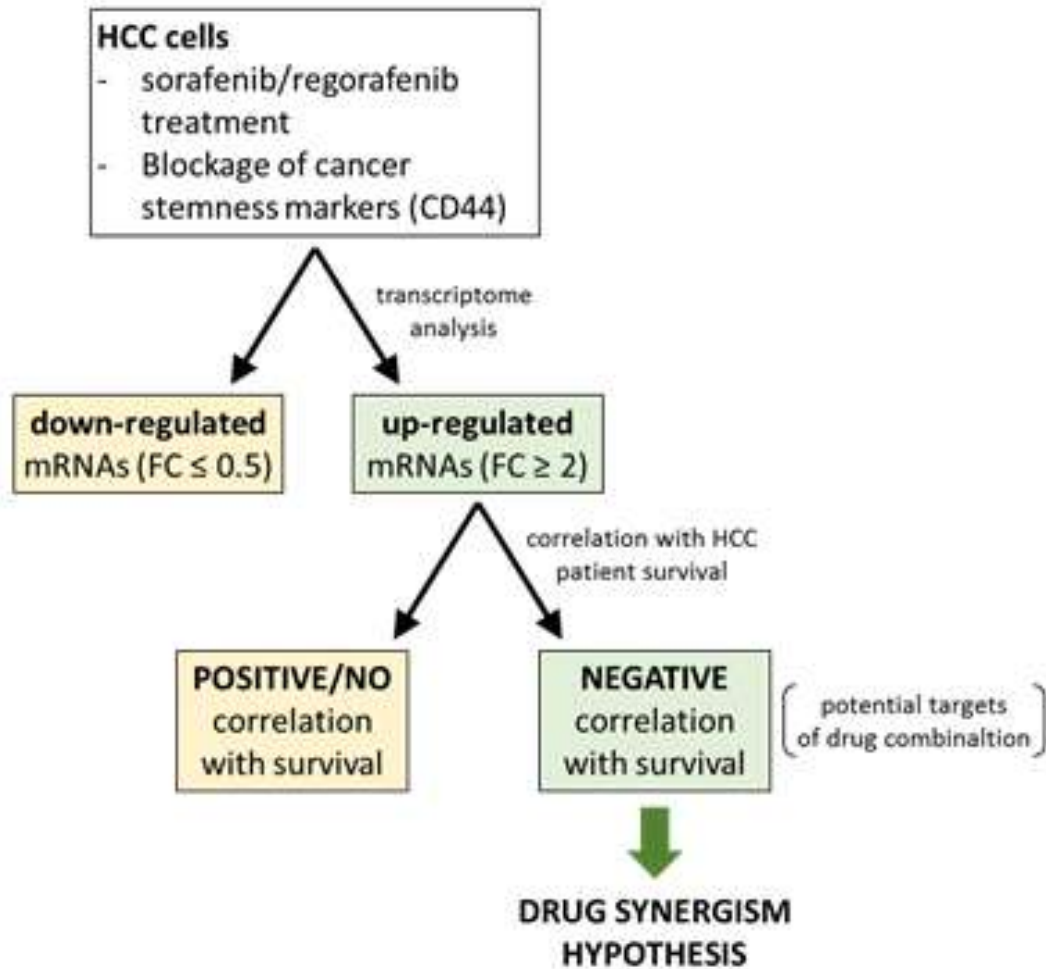 HCC cells
- sorafenib/regorafenib
treatment
- Blockage of cancer
stemness markers (CD44)
transcriptome
analysis
down-regulated
mRNAs (FC ≤ 0.5)
up-regulated
mRNAs (FC ≥ 2)
correlation with HCC
patient survival
POSITIVE/NO
correlation
with survival
NEGATIVE
correlation
with survival
potential targets
of drug combinaltion
DRUG SYNERGISM
HYPOTHESIS